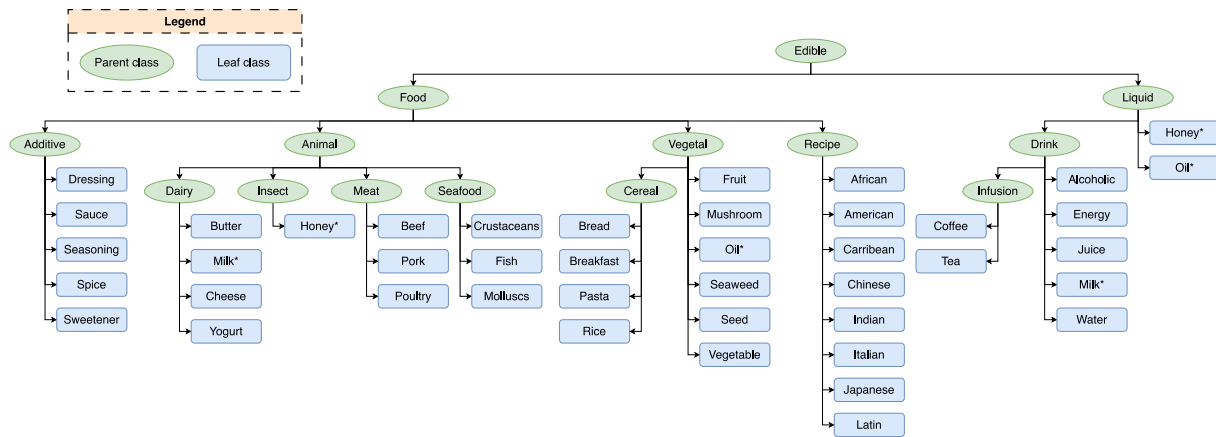 Legend
Parent class
Leaf class
Edible
Food
Liquid
Additive
Animal
Vegetal
Recipe
Drink
Honey*
Oil*
Dressing
Sauce
Seasoning
Spice
Sweetener
Dairy
Butter
Milk*
Cheese
Yogurt
Insect
Honey*
Meat
Beef
Pork
Poultry
Seafood
Crustaceans
Fish
Molluscs
Cereal
Bread
Breakfast
Pasta
Rice
Fruit
Mushroom
Oil*
Seaweed
Seed
Vegetable
African
American
Carribean
Chinese
Indian
Italian
Japanese
Latin
Infusion
Coffee
Tea
Alcoholic
Energy
Juice
Milk*
Water